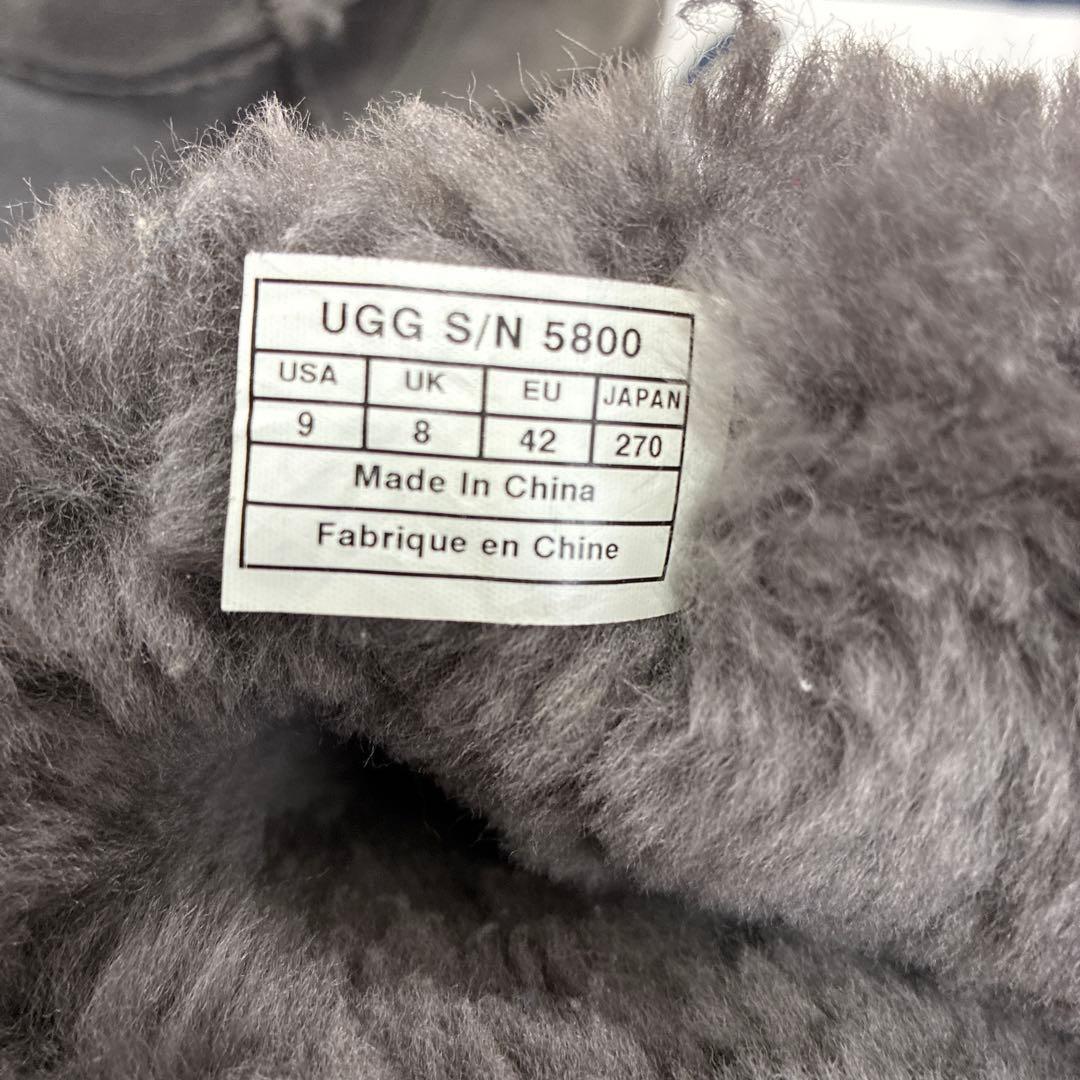 UGG S/N 5800
USA UK EU JAPAN
9 8 42 270
Made In China
Fabrique en Chine